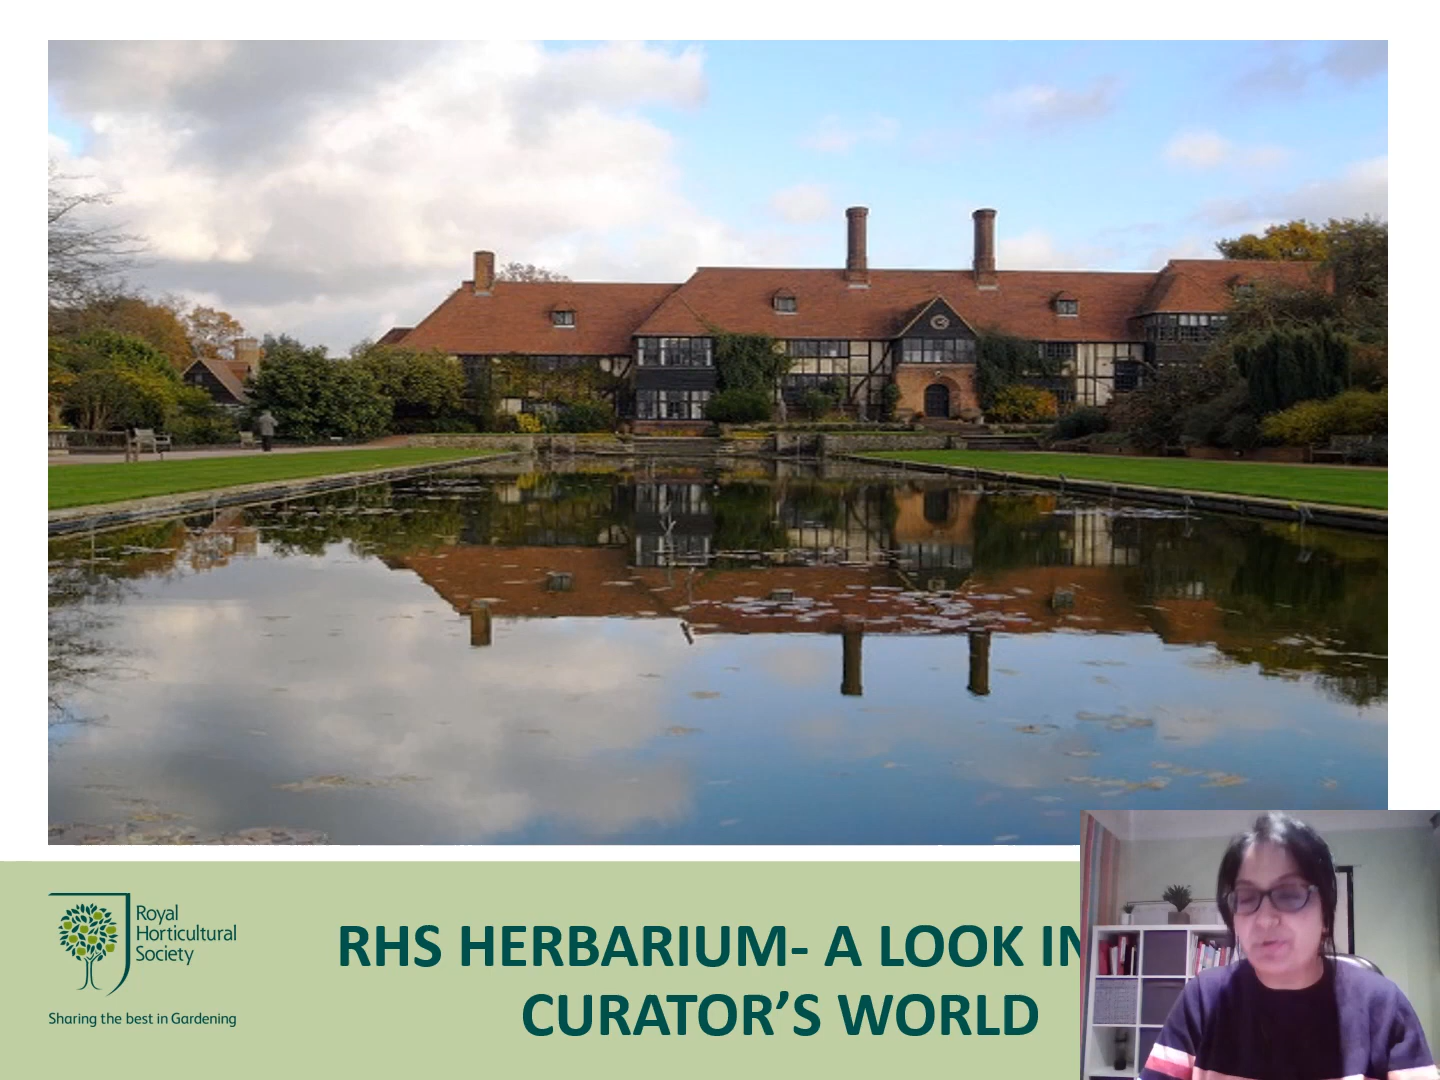 Royal
Horticultural
Society
Sharing the best in Gardening
RHS HERBARIUM- A LOOK IN
CURATOR’S WORLD